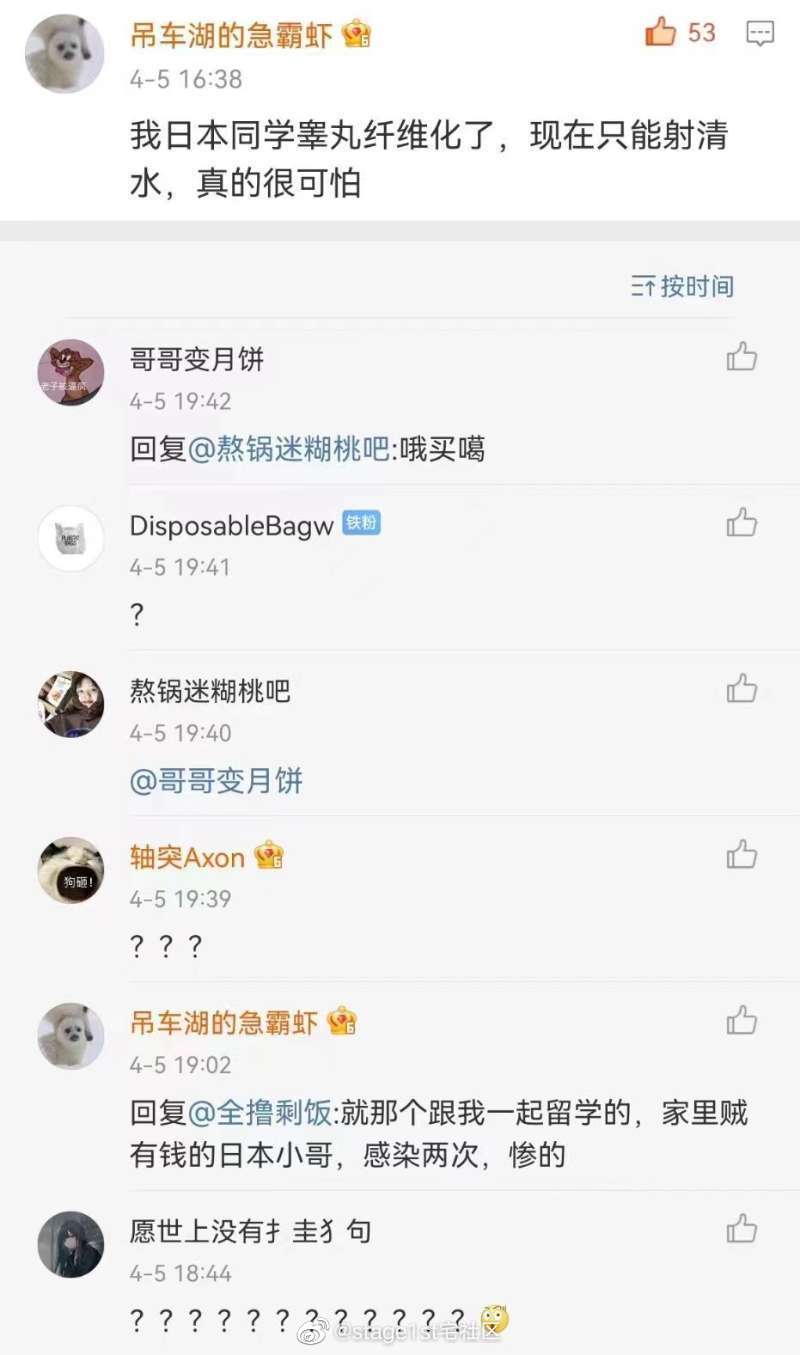 吊车湖的急霸虾
53
4-5 16:38
我日本同学睾丸纤维化了，现在只能射清
水，真的很可怕
按时间
哥哥变月饼
老子被逼疯
4-5 19:42
回复@熬锅迷糊桃吧:哦买噶
DisposableBagw 铁粉
4-5 19:41
?
熬锅迷糊桃吧
4-5 19:40
@哥哥变月饼
轴突Axon
狗砸!
4-5 19:39
? ? ?
吊车湖的急霸虾
4-5 19:02
回复@全撸剩饭:就那个跟我一起留学的，家里贼
有钱的日本小哥，感染两次，惨的
愿世上没有扌圭犭句
4-5 18:44
? ? ? ? ? ? ? ? ? ? ? ?
@stage1st宅社区